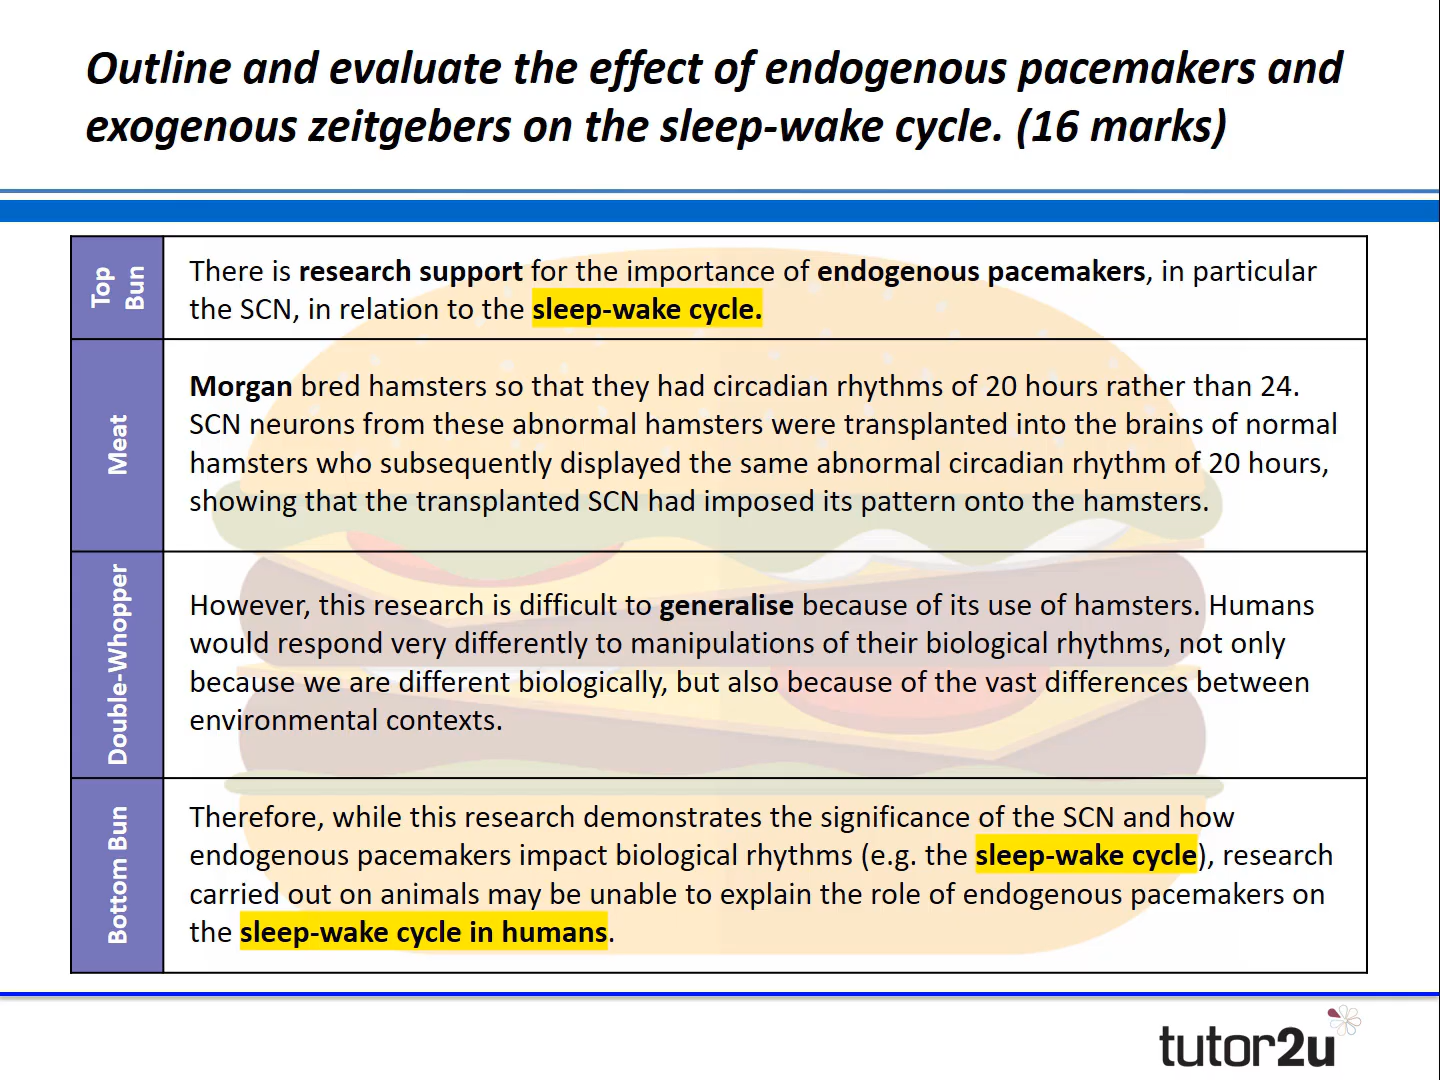 Outline and evaluate the effect of endogenous pacemakers and
exogenous zeitgebers on the sleep-wake cycle. (16 marks)
Top
Bun
There is research support for the importance of endogenous pacemakers, in particular
the SCN, in relation to the sleep-wake cycle.
Meat
Morgan bred hamsters so that they had circadian rhythms of 20 hours rather than 24.
SCN neurons from these abnormal hamsters were transplanted into the brains of normal
hamsters who subsequently displayed the same abnormal circadian rhythm of 20 hours,
showing that the transplanted SCN had imposed its pattern onto the hamsters.
Double-Whopper
However, this research is difficult to generalise because of its use of hamsters. Humans
would respond very differently to manipulations of their biological rhythms, not only
because we are different biologically, but also because of the vast differences between
environmental contexts.
Bottom Bun
Therefore, while this research demonstrates the significance of the SCN and how
endogenous pacemakers impact biological rhythms (e.g. the sleep-wake cycle), research
carried out on animals may be unable to explain the role of endogenous pacemakers on
the sleep-wake cycle in humans.
tutor2u